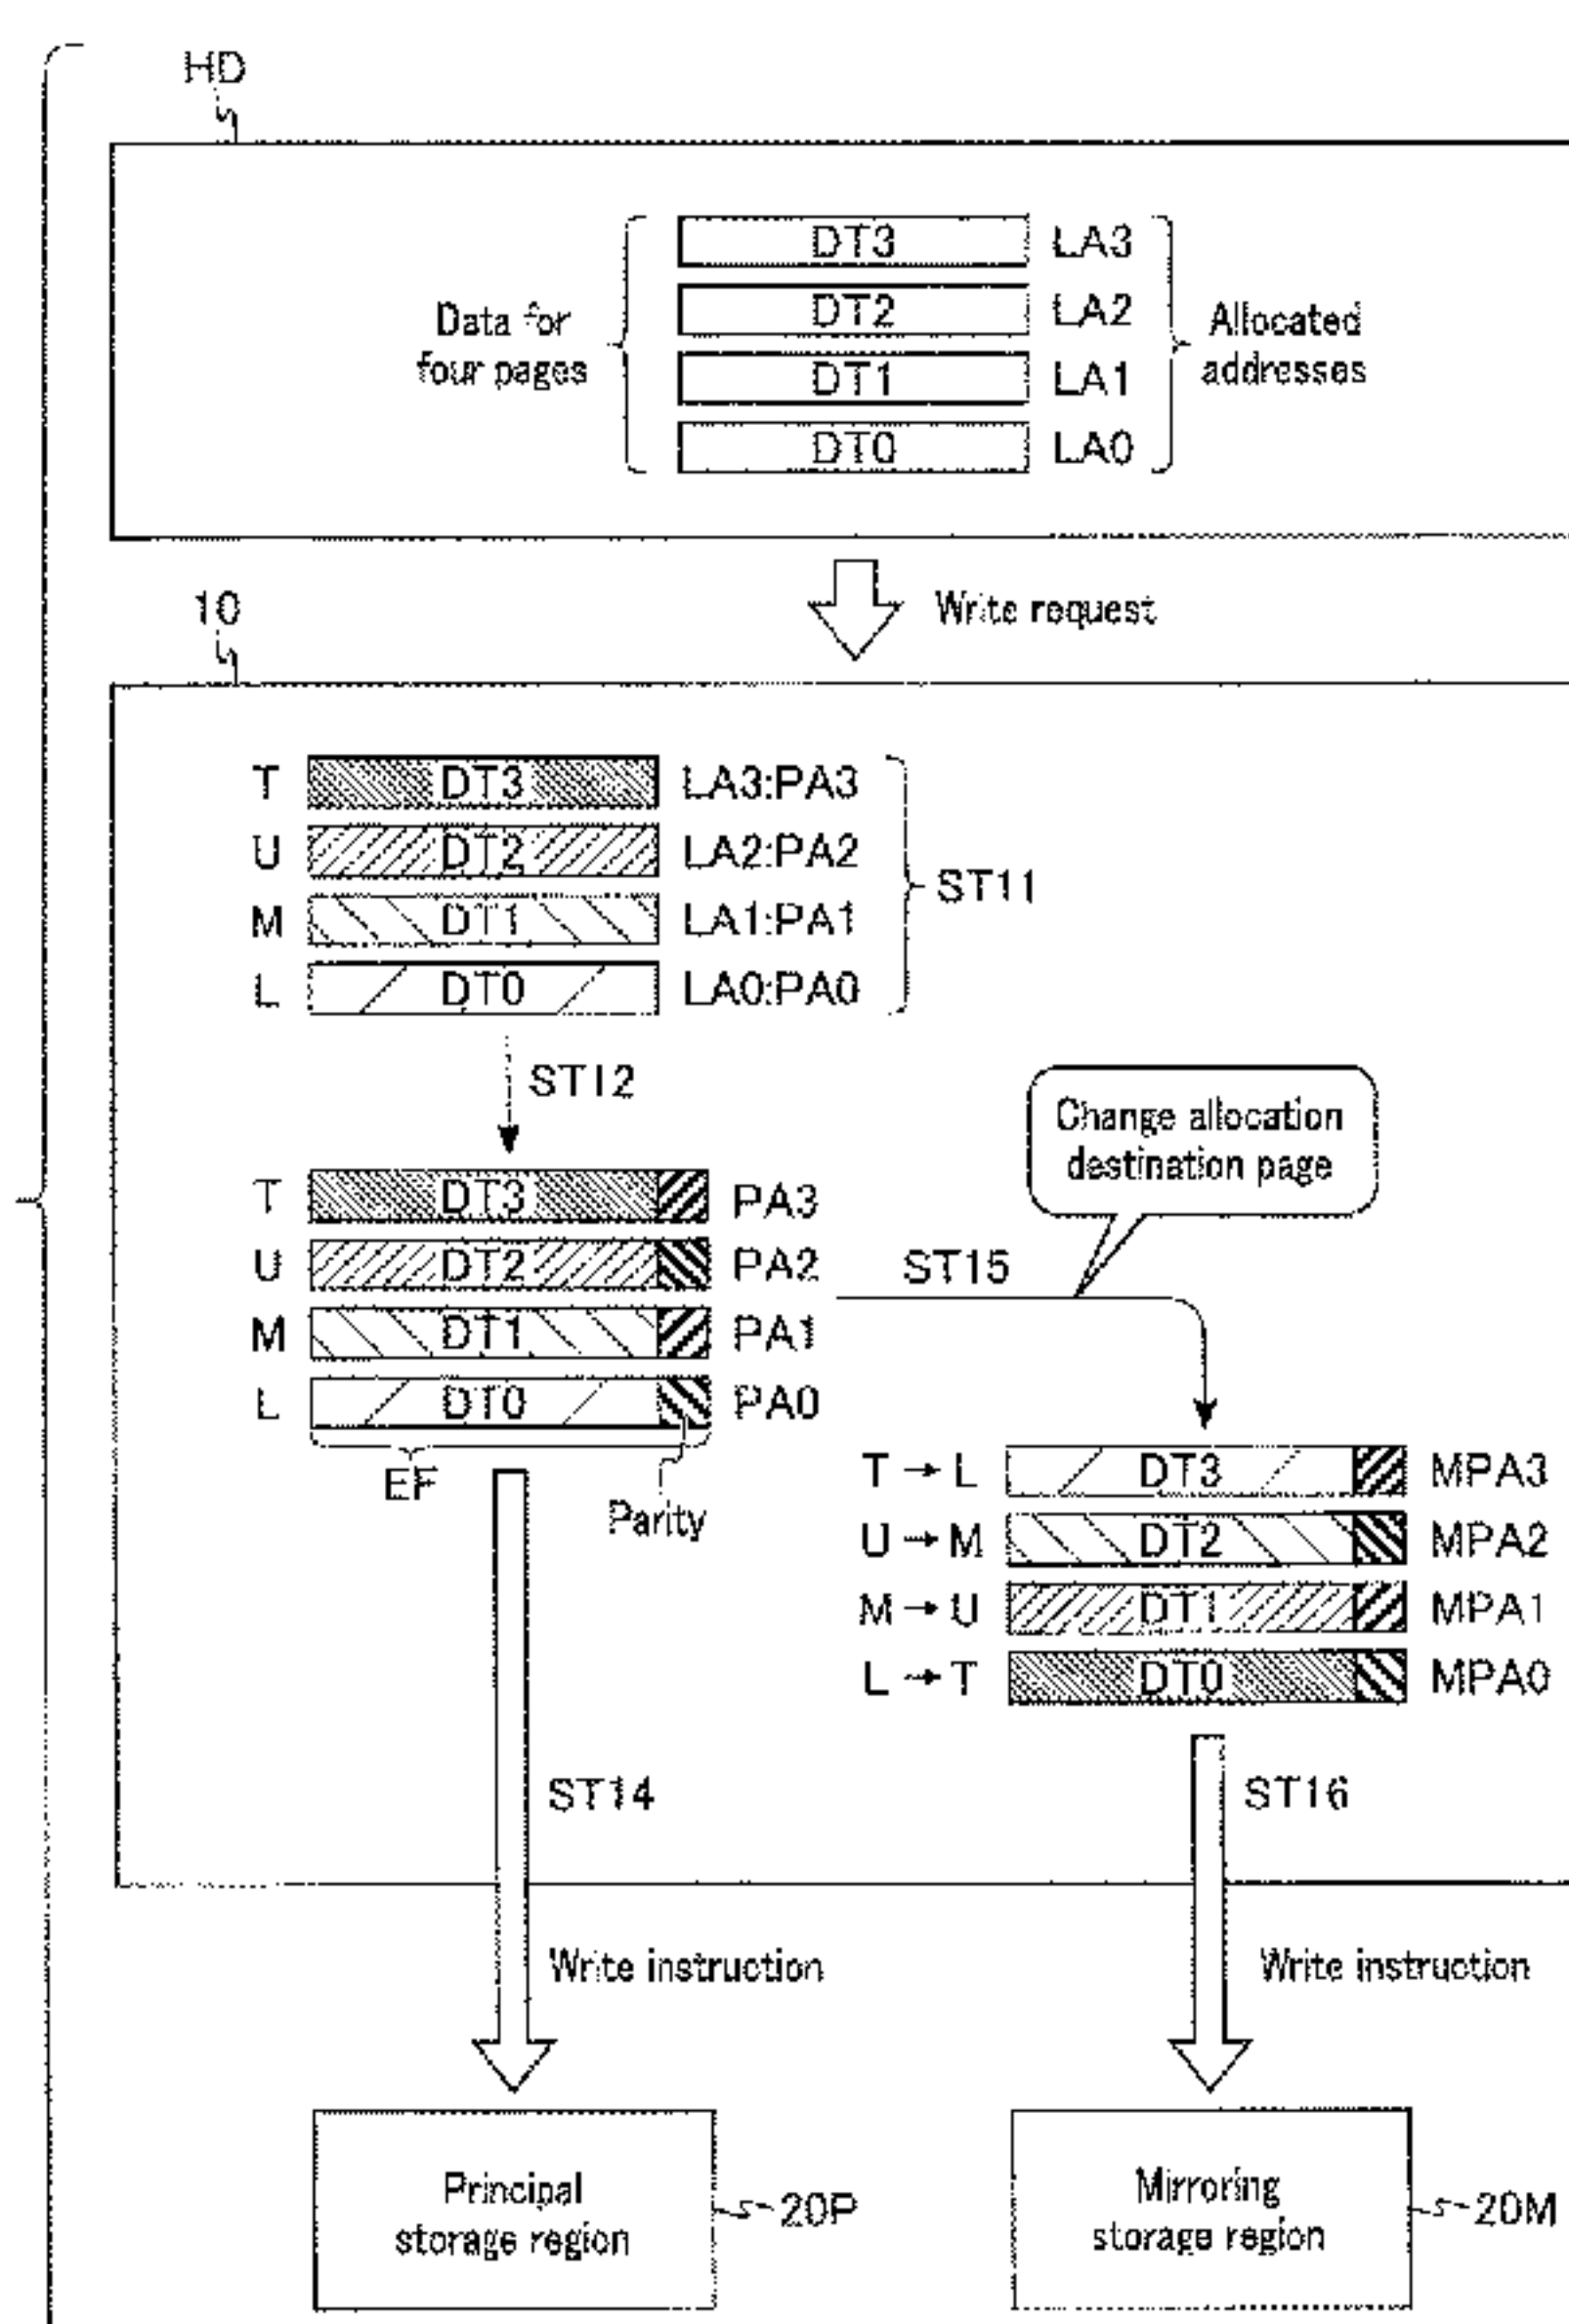 HD
DT3 LA3
DT2 LA2
DT1 LA1
DT0 LA0
Data for
four pages
Allocated
addresses
10
Write request
T DT3 LA3:PA3
U DT2 LA2:PA2
M DT1 LA1:PA1
L DT0 LA0:PA0
ST11
ST12
Change allocation
destination page
T DT3 PA3
U DT2 PA2
M DT1 PA1
L DT0 PA0
ST15
EF
Parity
T → L DT3 MPA3
U → M DT2 MPA2
M → U DT1 MPA1
L → T DT0 MPA0
ST14
ST16
Write instruction
Write instruction
Principal
storage region
20P
Mirroring
storage region
20M